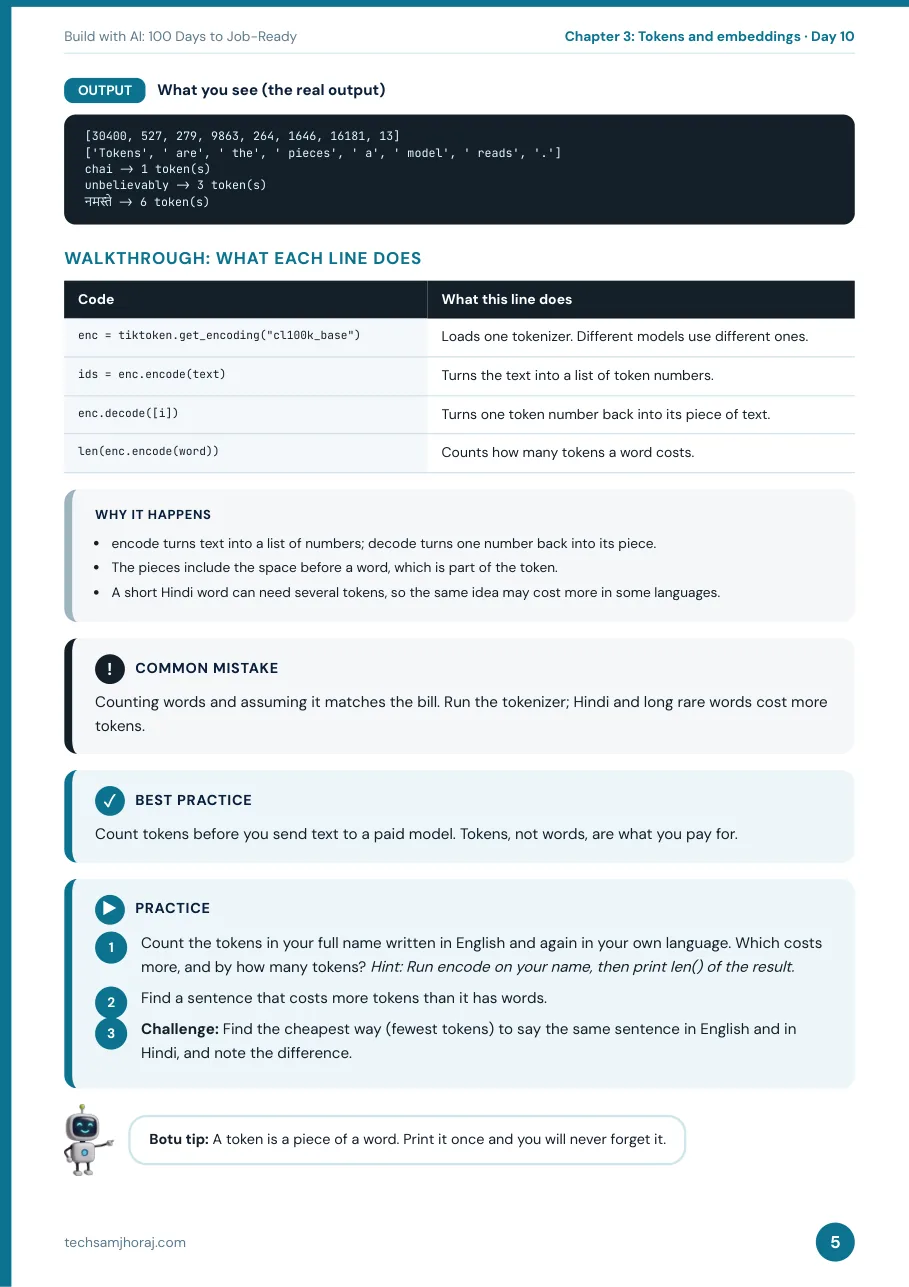 Build with AI: 100 Days to Job-Ready
Chapter 3: Tokens and embeddings · Day 10
OUTPUT What you see (the real output)
[30400, 527, 279, 9863, 264, 1646, 16181, 13]
['Tokens', ' are', ' the', ' pieces', ' a', ' model', ' reads', '.']
chai -> 1 token(s)
unbelievably -> 3 token(s)
नमस्ते -> 6 token(s)
WALKTHROUGH: WHAT EACH LINE DOES
Code What this line does
enc = tiktoken.get_encoding("cl100k_base") Loads one tokenizer. Different models use different ones.
ids = enc.encode(text) Turns the text into a list of token numbers.
enc.decode([i]) Turns one token number back into its piece of text.
len(enc.encode(word)) Counts how many tokens a word costs.
WHY IT HAPPENS
• encode turns text into a list of numbers; decode turns one number back into its piece.
• The pieces include the space before a word, which is part of the token.
• A short Hindi word can need several tokens, so the same idea may cost more in some languages.
! COMMON MISTAKE
Counting words and assuming it matches the bill. Run the tokenizer; Hindi and long rare words cost more
tokens.
✓ BEST PRACTICE
Count tokens before you send text to a paid model. Tokens, not words, are what you pay for.
PRACTICE
1 Count the tokens in your full name written in English and again in your own language. Which costs
more, and by how many tokens? Hint: Run encode on your name, then print len() of the result.
2 Find a sentence that costs more tokens than it has words.
3 Challenge: Find the cheapest way (fewest tokens) to say the same sentence in English and in
Hindi, and note the difference.
Botu tip: A token is a piece of a word. Print it once and you will never forget it.
techsamjhoraj.com
5